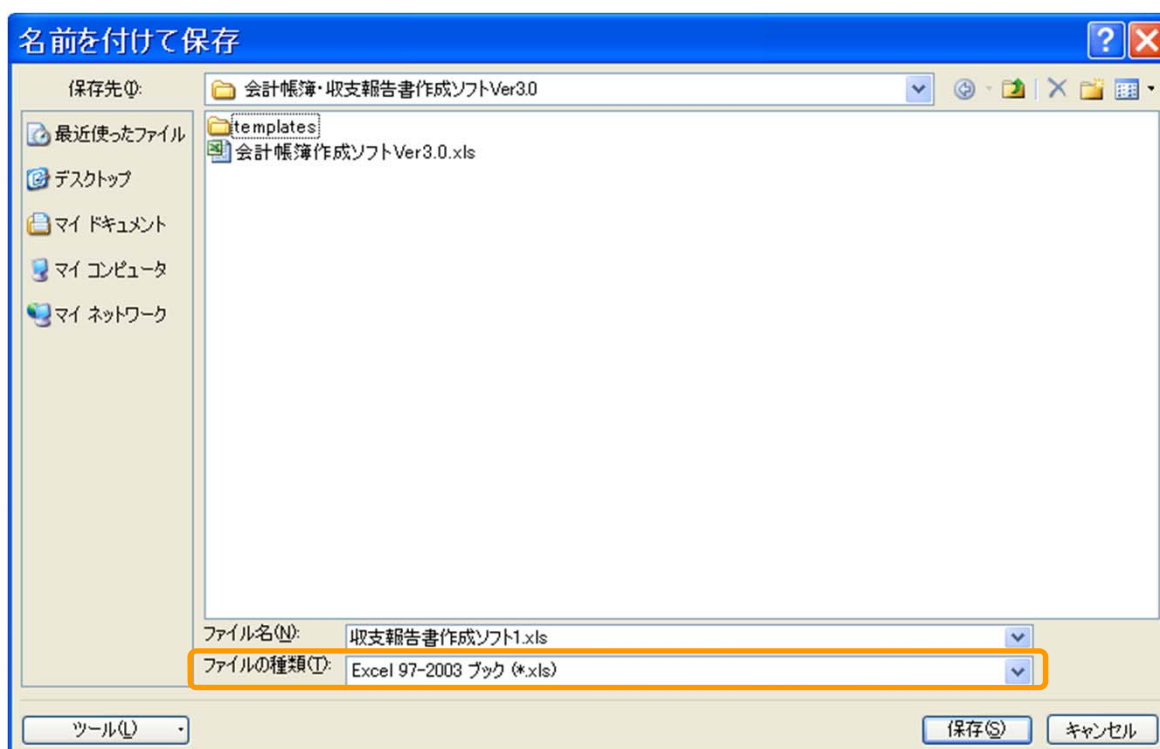 名前を付けて保存
保存先(I):
会計帳簿・収支報告書作成ソフトVer3.0
最近使ったファイル
デスクトップ
マイ ドキュメント
マイ コンピュータ
マイ ネットワーク
templates
会計帳簿作成ソフトVer3.0.xls
ファイル名(N):
収支報告書作成ソフト1.xls
ファイルの種類(T):
Excel 97-2003 ブック (*.xls)
ツール(L)
保存(S)
キャンセル